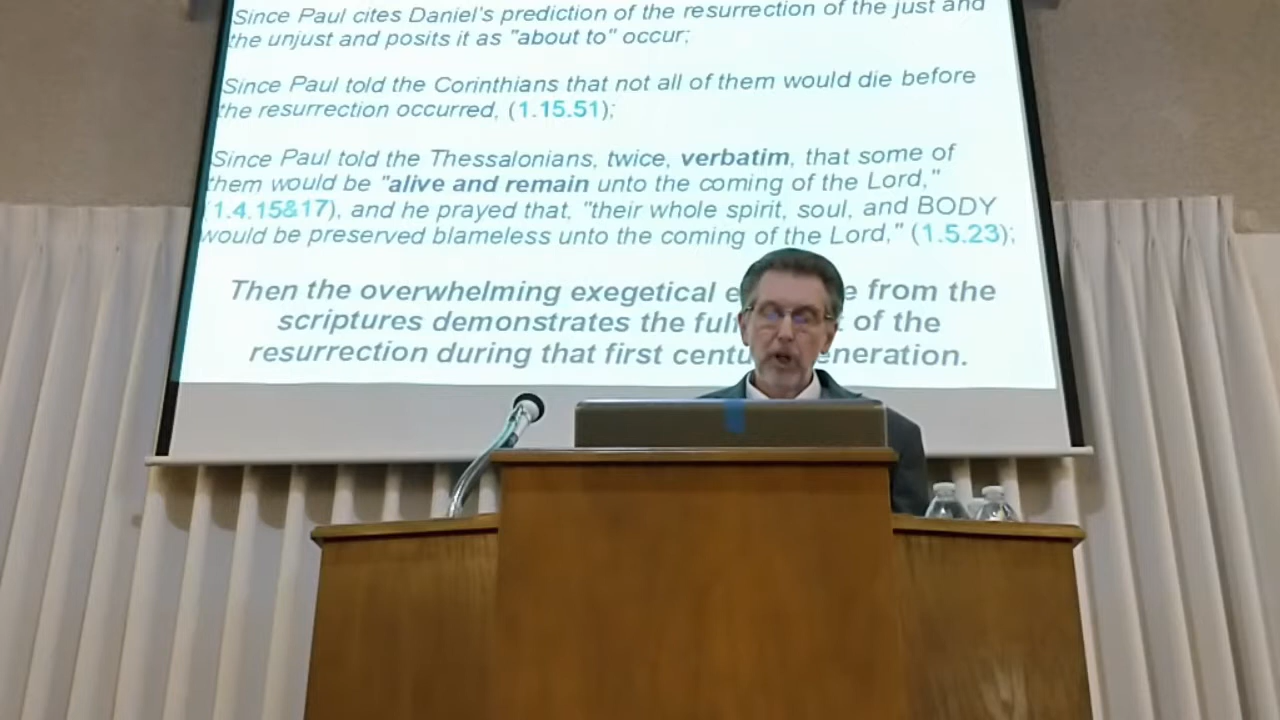 Since Paul cites Daniel's prediction of the resurrection of the just and
the unjust and posits it as "about to" occur;
Since Paul told the Corinthians that not all of them would die before
the resurrection occurred, (1.15.51);
Since Paul told the Thessalonians, twice, verbatim, that some of
them would be "alive and remain unto the coming of the Lord,"
(1.4.15&17), and he prayed that, "their whole spirit, soul, and BODY
would be preserved blameless unto the coming of the Lord," (1.5.23);
Then the overwhelming exegetical from the
scriptures demonstrates the of the
resurrection during that first